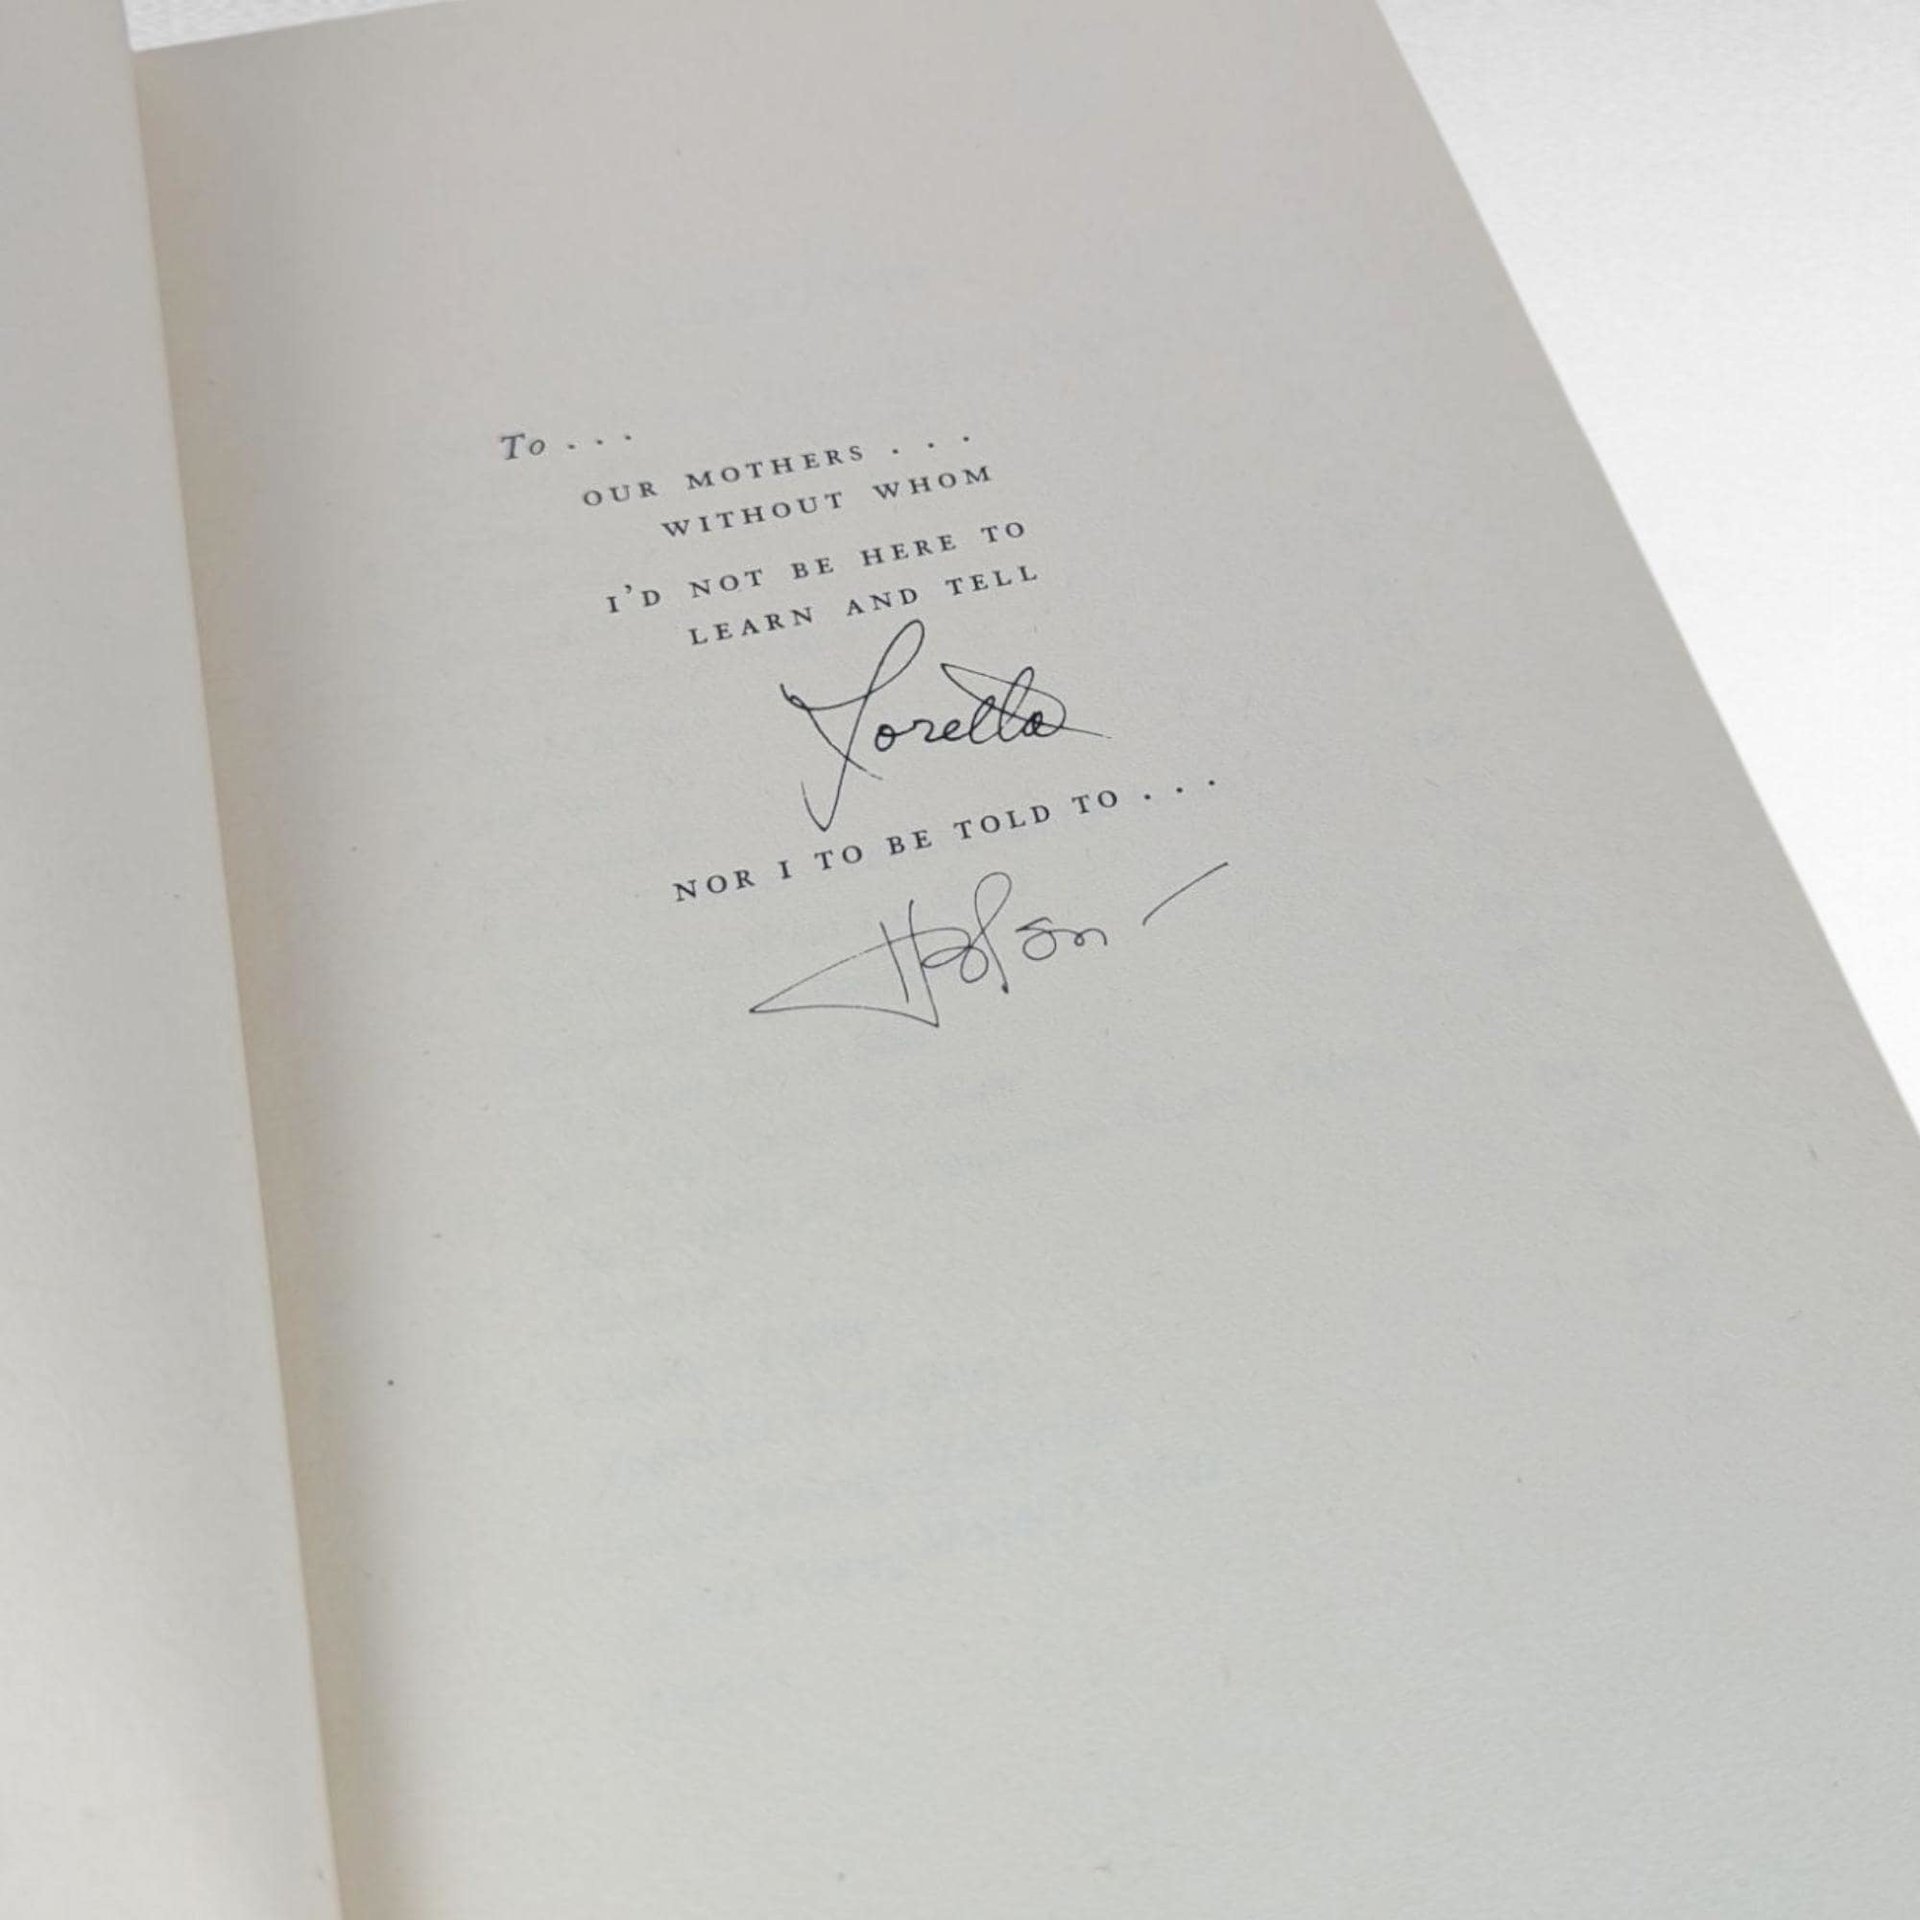 To . . .
OUR MOTHERS . . .
WITHOUT WHOM
I'D NOT BE HERE TO
LEARN AND TELL
Loretta
NOR I TO BE TOLD TO . . .